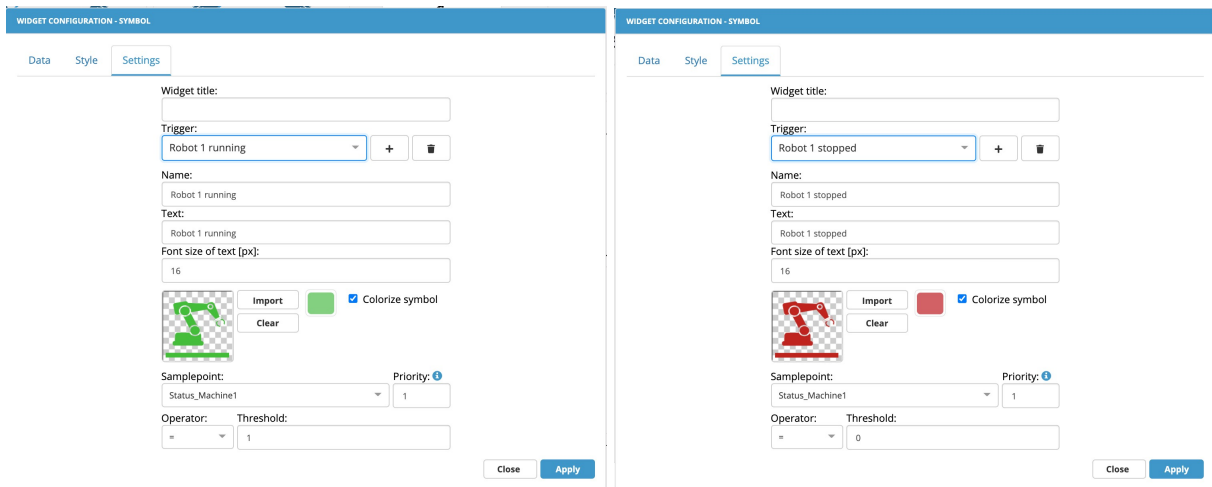 WIDGET CONFIGURATION - SYMBOL
Data Style Settings
Widget title:
Trigger:
Robot 1 running
+
Name:
Robot 1 running
Text:
Robot 1 running
Font size of text [px]:
16
Import
Colorize symbol
Clear
Samplepoint: Priority:
Status_Machine1 1
Operator: Threshold:
= 1
Close Apply
WIDGET CONFIGURATION - SYMBOL
Data Style Settings
Widget title:
Trigger:
Robot 1 stopped
+
Name:
Robot 1 stopped
Text:
Robot 1 stopped
Font size of text [px]:
16
Import
Colorize symbol
Clear
Samplepoint: Priority:
Status_Machine1 1
Operator: Threshold:
= 0
Close Apply